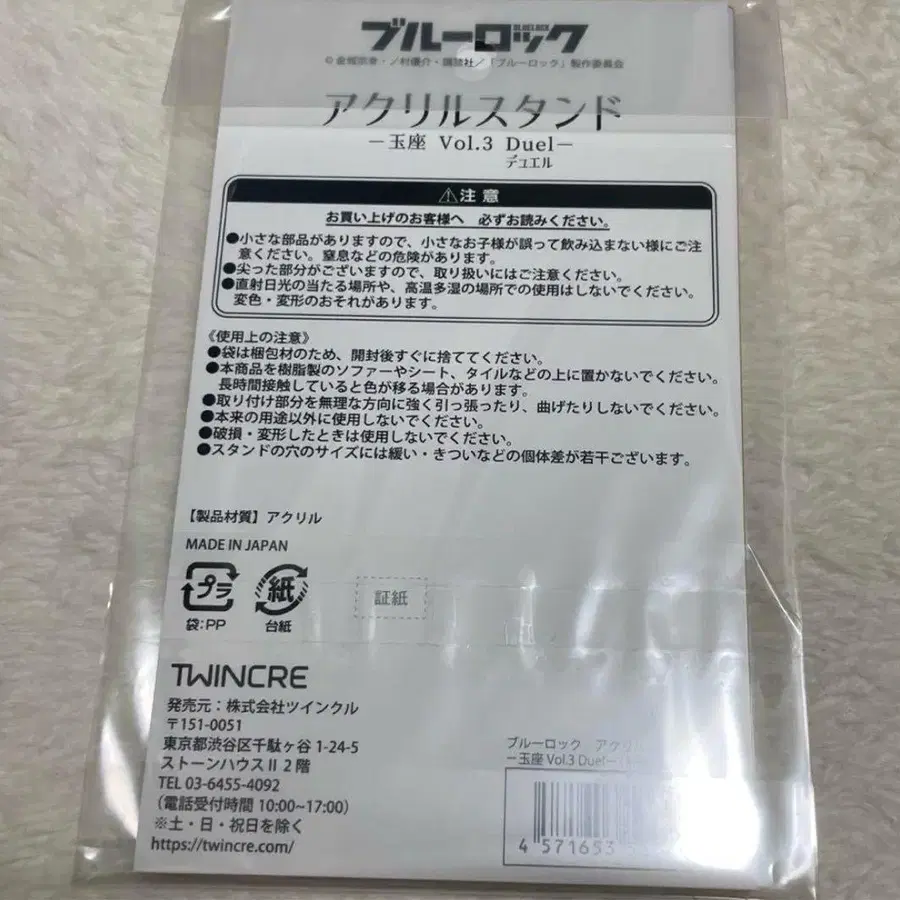 ブルーロック
BLUELOCK
© 金城宗幸・ノ村優介・講談社/「ブルーロック」製作委員会
アクリルスタンド
－玉座 Vol.3 Duel－
デュエル
⚠注意
お買い上げのお客様へ 必ずお読みください。
●小さな部品がありますので、小さなお子様が誤って飲み込まない様にご注
意ください。窒息などの危険があります。
●尖った部分がございますので、取り扱いにはご注意ください。
●直射日光の当たる場所や、高温多湿の場所での使用はしないでください。
変色・変形のおそれがあります。
《使用上の注意》
●袋は梱包材のため、開封後すぐに捨ててください。
●本商品を樹脂製のソファーやシート、タイルなどの上に置かないでください。
長時間接触していると色が移る場合があります。
●取り付け部分を無理な方向に強く引っ張ったり、曲げたりしないでください。
●本来の用途以外に使用しないでください。
●破損・変形したときは使用しないでください。
●スタンドの穴のサイズには緩い・きついなどの個体差が若干ございます。
【製品材質】アクリル
MADE IN JAPAN
プラ
紙
袋:PP
台紙
証紙
TWINCRE
発売元：株式会社ツインクル
〒151-0051
東京都渋谷区千駄ヶ谷 1-24-5
ストーンハウスⅡ 2階
TEL 03-6455-4092
（電話受付時間 10:00~17:00）
※土・日・祝日を除く
https://twincre.com/
ブルーロック アクリル
－玉座 Vol.3 Duel－
4 571653